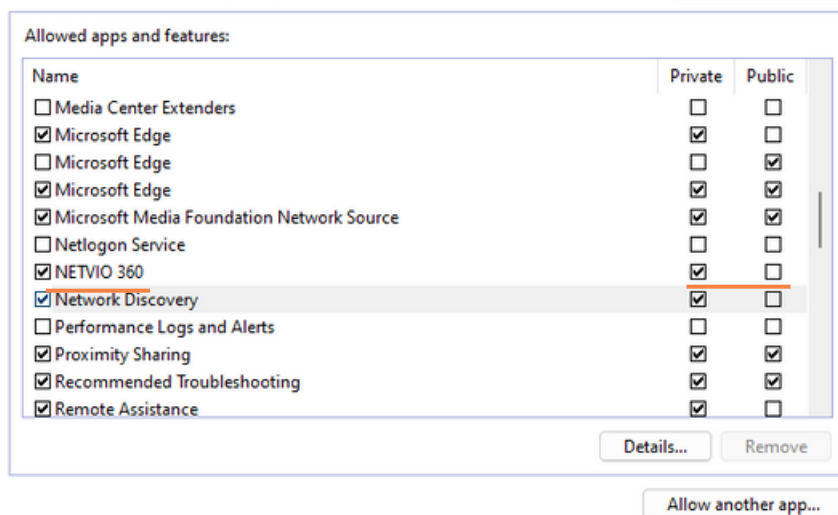 Allowed apps and features:
Name Private Public
Media Center Extenders
Microsoft Edge
Microsoft Edge
Microsoft Edge
Microsoft Media Foundation Network Source
Netlogon Service
NETVIO 360
Network Discovery
Performance Logs and Alerts
Proximity Sharing
Recommended Troubleshooting
Remote Assistance
Details... Remove
Allow another app...